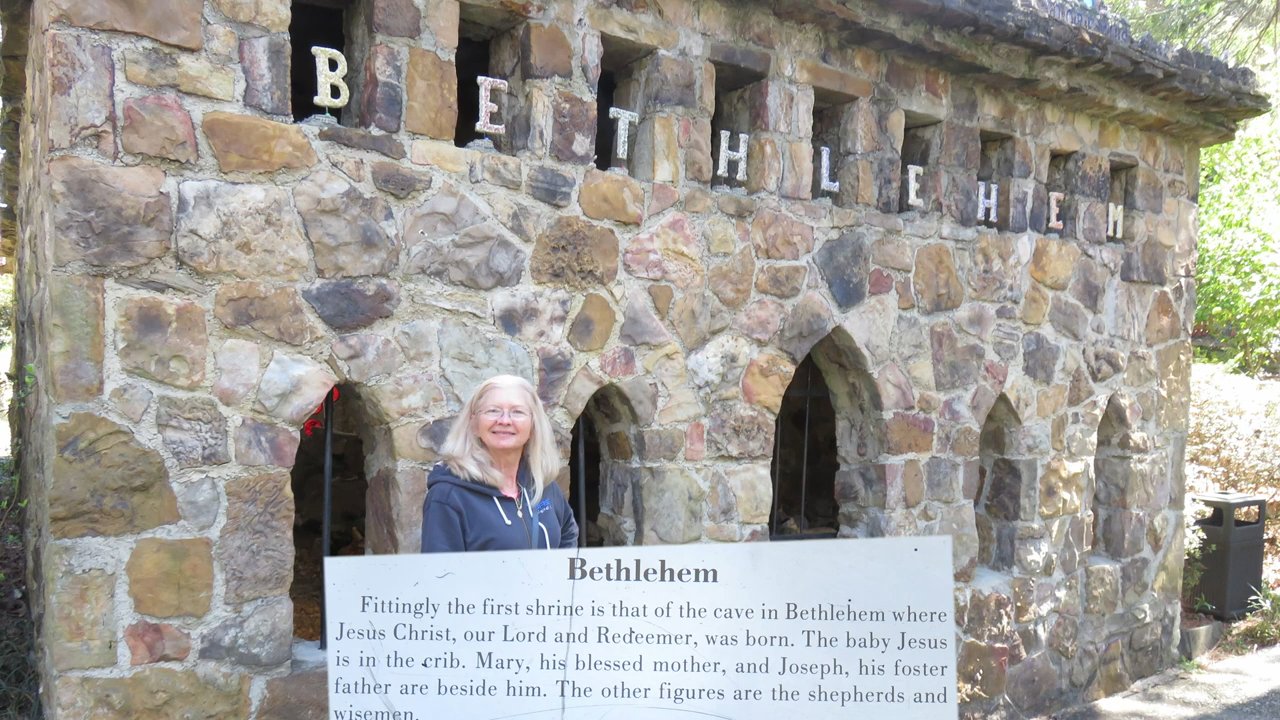 BETHLEHEM
Bethlehem
Fittingly the first shrine is that of the cave in Bethlehem where
Jesus Christ, our Lord and Redeemer, was born. The baby Jesus
is in the crib. Mary, his blessed mother, and Joseph, his foster
father are beside him. The other figures are the shepherds and
wisemen.